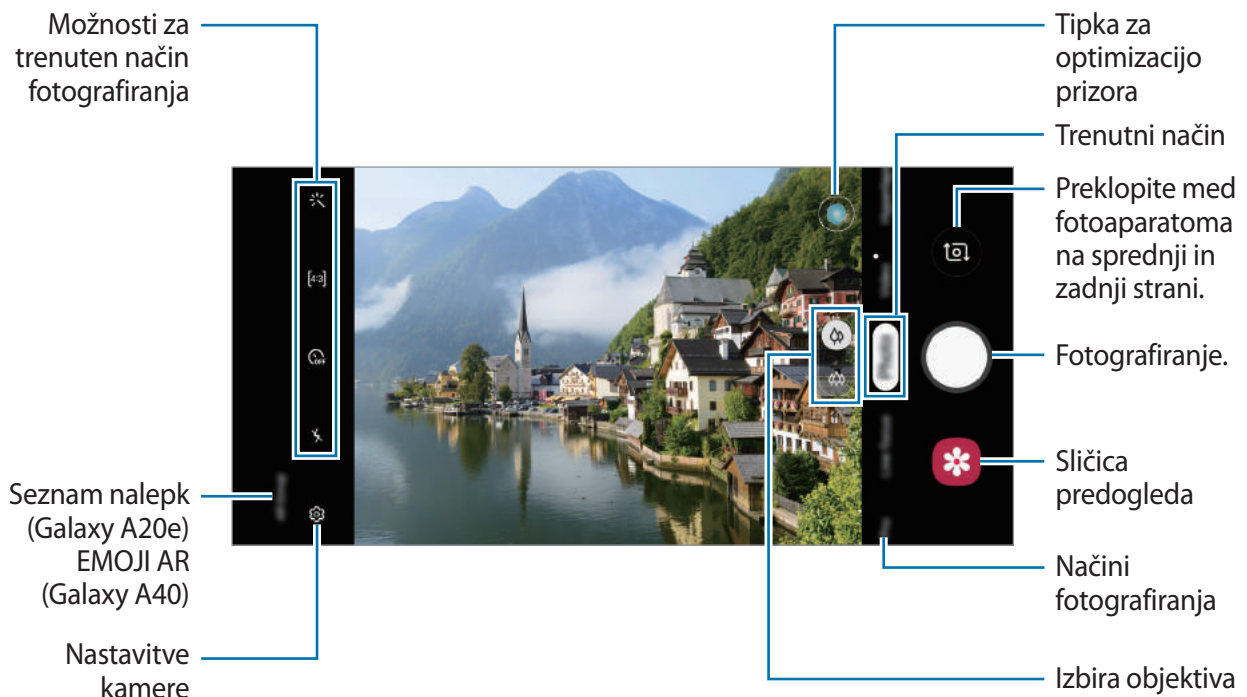 Možnosti za
trenuten način
fotografiranja
Tipka za
optimizacijo
prizora
Trenutni način
Preklopite med
fotoaparatoma
na sprednji in
zadnji strani.
[4:3]
OFF
Fotografiranje.
Sličica
predogleda
Seznam nalepk
(Galaxy A20e)
EMOJI AR
(Galaxy A40)
Načini
fotografiranja
Nastavitve
kamere
Izbira objektiva